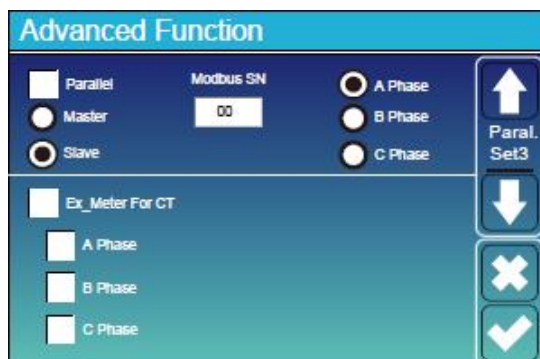 Advanced Function
Parallel
Modbus SN
A Phase
Master
00
B Phase
Slave
C Phase
Paral.
Set3
Ex_Meter For CT
A Phase
B Phase
C Phase